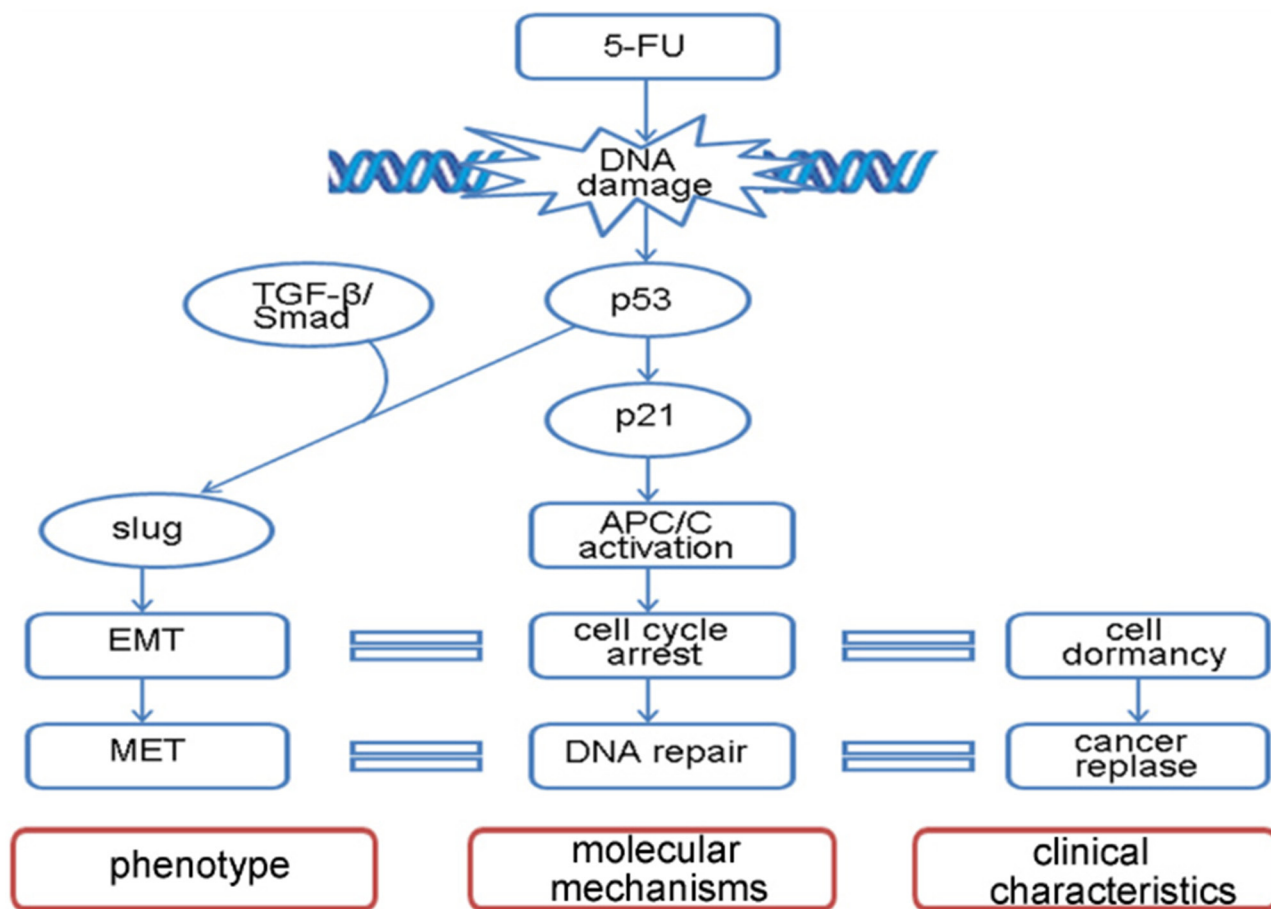 5-FU
DNA
damage
TGF-β/
Smad
p53
p21
slug
APC/C
activation
EMT
cell cycle
arrest
cell
dormancy
MET
DNA repair
cancer
replase
phenotype
molecular
mechanisms
clinical
characteristics